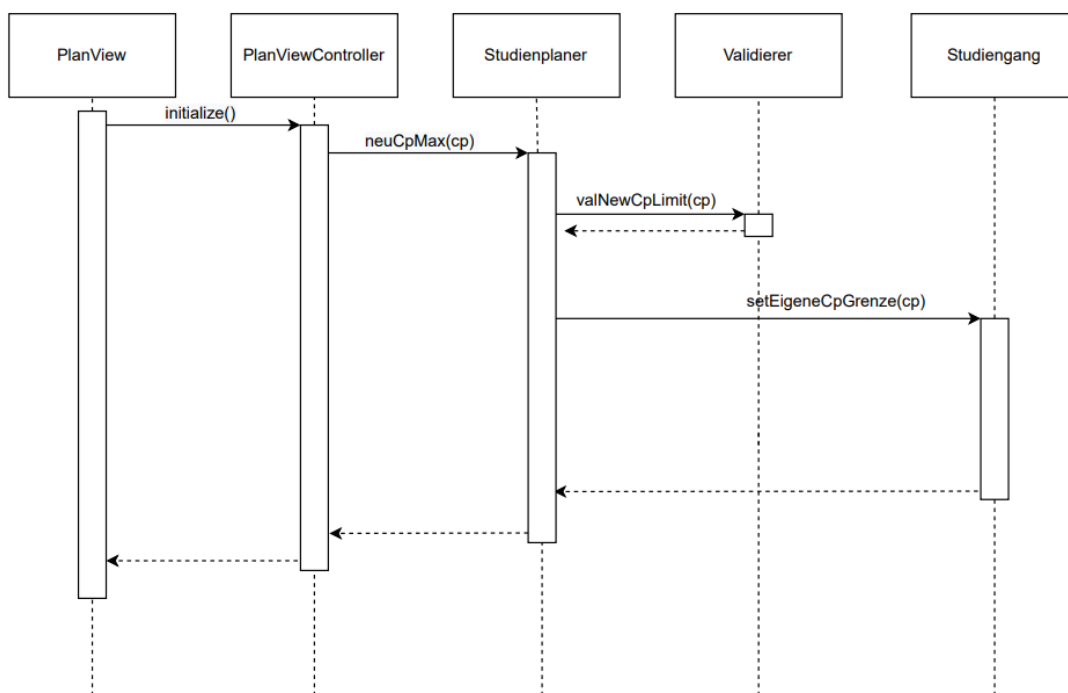 PlanView
PlanViewController
Studienplaner
Validierer
Studiengang
initialize()
neuCpMax(cp)
valNewCpLimit(cp)
setEigeneCpGrenze(cp)